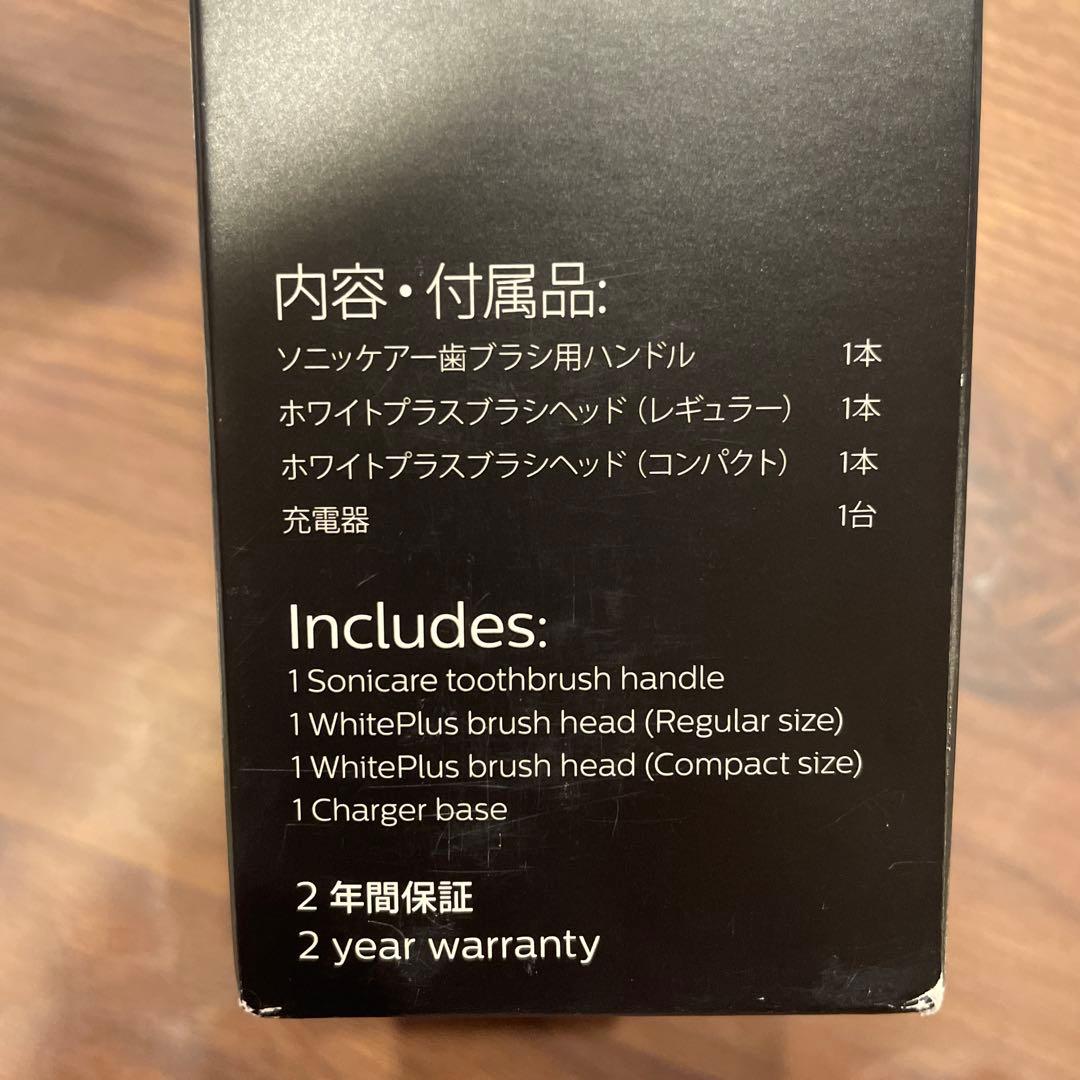 内容・付属品:
ソニッケアー歯ブラシ用ハンドル 1本
ホワイトプラスブラシヘッド（レギュラー） 1本
ホワイトプラスブラシヘッド（コンパクト） 1本
充電器 1台
Includes:
1 Sonicare toothbrush handle
1 WhitePlus brush head (Regular size)
1 WhitePlus brush head (Compact size)
1 Charger base
2 年間保証
2 year warranty